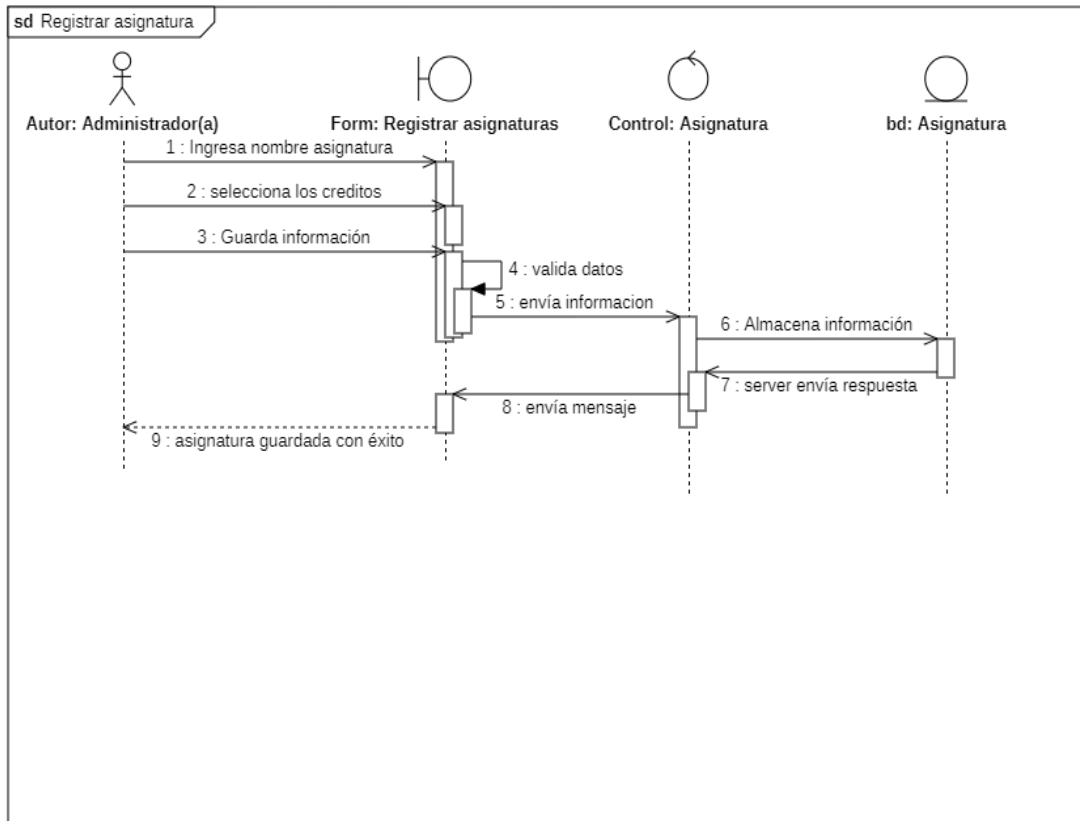 sd Registrar asignatura
Autor: Administrador(a)
Form: Registrar asignaturas
Control: Asignatura
bd: Asignatura
1 : Ingresa nombre asignatura
2 : selecciona los creditos
3 : Guarda información
4 : valida datos
5 : envía informacion
6 : Almacena información
7 : server envía respuesta
8 : envía mensaje
9 : asignatura guardada con éxito